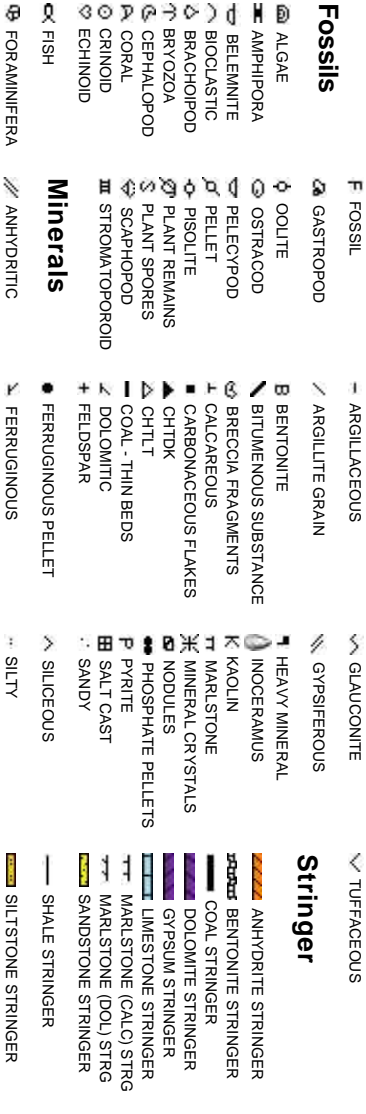 Fossils
ALGAE
AMPHIPORA
BELEMNITE
BIOCLASTIC
BRACHOIPOD
BRYOZOA
CEPHALOPOD
CORAL
CRINOID
ECHINOID
FISH
FORAMINIFERA
F FOSSIL
GASTROPOD
OOLITE
OSTRACOD
PELECYPOD
PELLET
PISOLITE
PLANT REMAINS
S PLANT SPORES
SCAPHOPOD
STROMATOPOROID
Minerals
ANHYDRITIC
ARGILLACEOUS
ARGILLITE GRAIN
B BENTONITE
BITUMENOUS SUBSTANCE
BRECCIA FRAGMENTS
CALCAREOUS
CARBONACEOUS FLAKES
CHTDK
CHTLT
COAL - THIN BEDS
DOLOMITIC
FELDSPAR
FERRUGINOUS PELLET
FERRUGINOUS
GLAUCONITE
GYPSIFEROUS
HEAVY MINERAL
INOCERAMUS
K KAOLIN
MARLSTONE
MINERAL CRYSTALS
NODULES
PHOSPHATE PELLETS
P PYRITE
SALT CAST
SANDY
SILICEOUS
SILTY
TUFFACEOUS
Stringer
ANHYDRITE STRINGER
BENTONITE STRINGER
COAL STRINGER
DOLOMITE STRINGER
GYPSUM STRINGER
LIMESTONE STRINGER
MARLSTONE (CALC) STRG
MARLSTONE (DOL) STRG
SANDSTONE STRINGER
SHALE STRINGER
SILTSTONE STRINGER